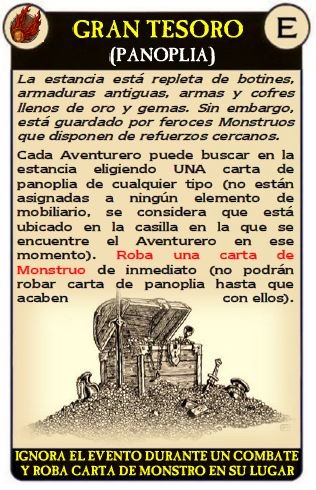 GRAN TESORO
E
(PANOPLIA)
La estancia está repleta de botines,
armaduras antiguas, armas y cofres
llenos de oro y gemas. Sin embargo,
está guardado por feroces Monstruos
que disponen de refuerzos cercanos.
Cada Aventurero puede buscar en la
estancia eligiendo UNA carta de
panoplia de cualquier tipo (no están
asignadas a ningún elemento de
mobiliario, se considera que está
ubicado en la casilla en la que se
encuentre el Aventurero en ese
momento). Roba una carta de
Monstruo de inmediato (no podrán
robar carta de panoplia hasta que
acaben con ellos).
IGNORA EL EVENTO DURANTE UN COMBATE
Y ROBA CARTA DE MONSTRO EN SU LUGAR